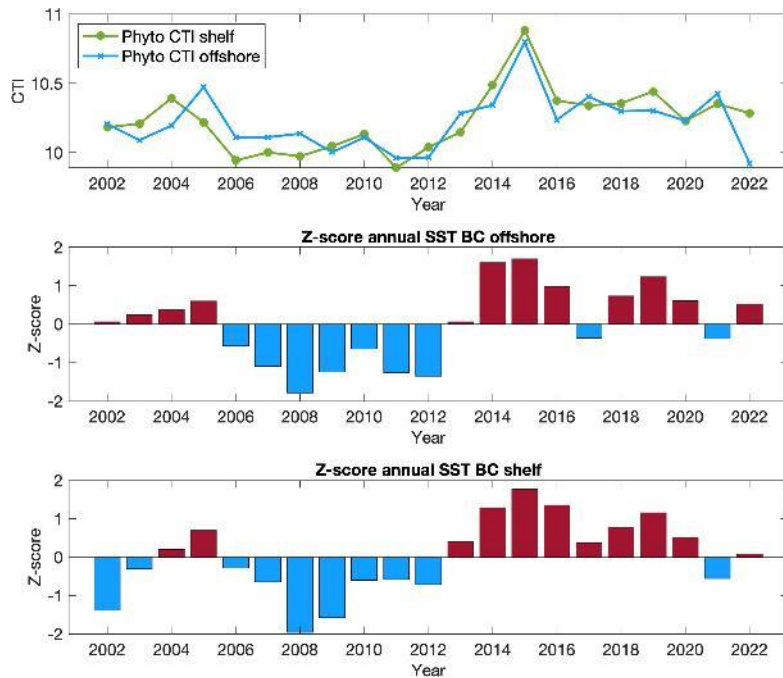 11
10.5
10
CTI
Phyto CTI shelf
Phyto CTI offshore
2002 2004 2006 2008 2010 2012 2014 2016 2018 2020 2022
Year
Z-score annual SST BC offshore
2
1
0
-1
-2
Z-score
2002 2004 2006 2008 2010 2012 2014 2016 2018 2020 2022
Year
Z-score annual SST BC shelf
2
1
0
-1
-2
Z-score
2002 2004 2006 2008 2010 2012 2014 2016 2018 2020 2022
Year